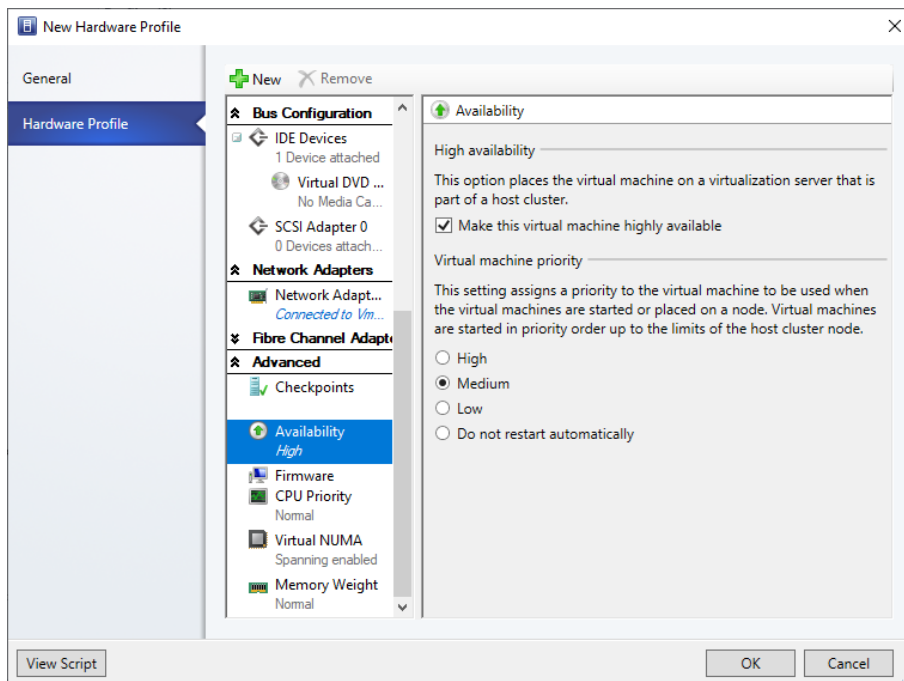 New Hardware Profile
General
Hardware Profile
New
Remove
Bus Configuration
IDE Devices
1 Device attached
Virtual DVD ...
No Media Ca...
SCSI Adapter 0
0 Devices attach...
Network Adapters
Network Adapt...
Connected to Vm...
Fibre Channel Adapt
Advanced
Checkpoints
Availability
High
Firmware
CPU Priority
Normal
Virtual NUMA
Spanning enabled
Memory Weight
Normal
Availability
High availability
This option places the virtual machine on a virtualization server that is
part of a host cluster.
Make this virtual machine highly available
Virtual machine priority
This setting assigns a priority to the virtual machine to be used when
the virtual machines are started or placed on a node. Virtual machines
are started in priority order up to the limits of the host cluster node.
High
Medium
Low
Do not restart automatically
View Script
OK
Cancel